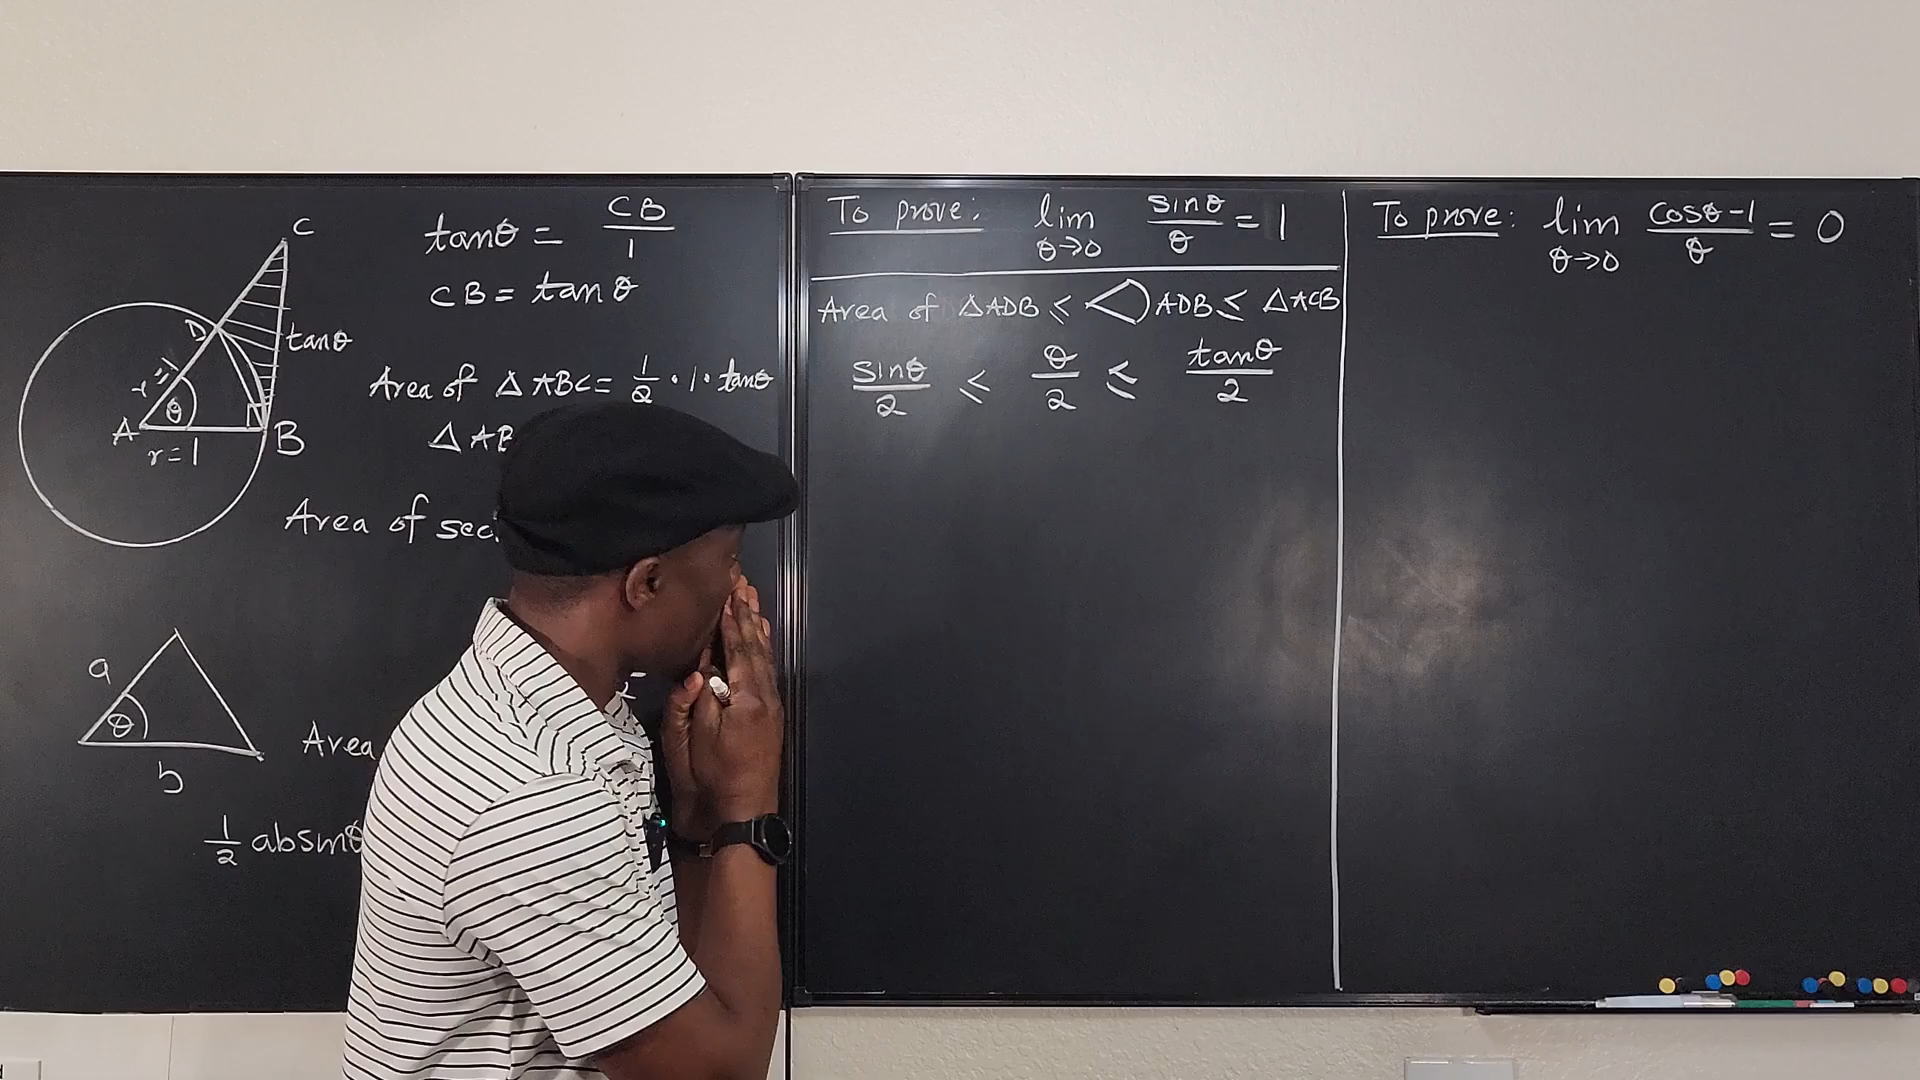 tanθ = CB/1
CB = tanθ
C
D
tanθ
r=1
θ
A
B
r=1
Area of △ ABC = 1/2 · 1 · tanθ
△ AB
Area of sec
a
θ
b
Area
1/2 absinθ
To prove: lim θ→0 sinθ/θ = 1
Area of △ADB ≤ ADB ≤ △ACB
sinθ/2 ≤ θ/2 ≤ tanθ/2
To prove: lim θ→0 cosθ-1/θ = 0